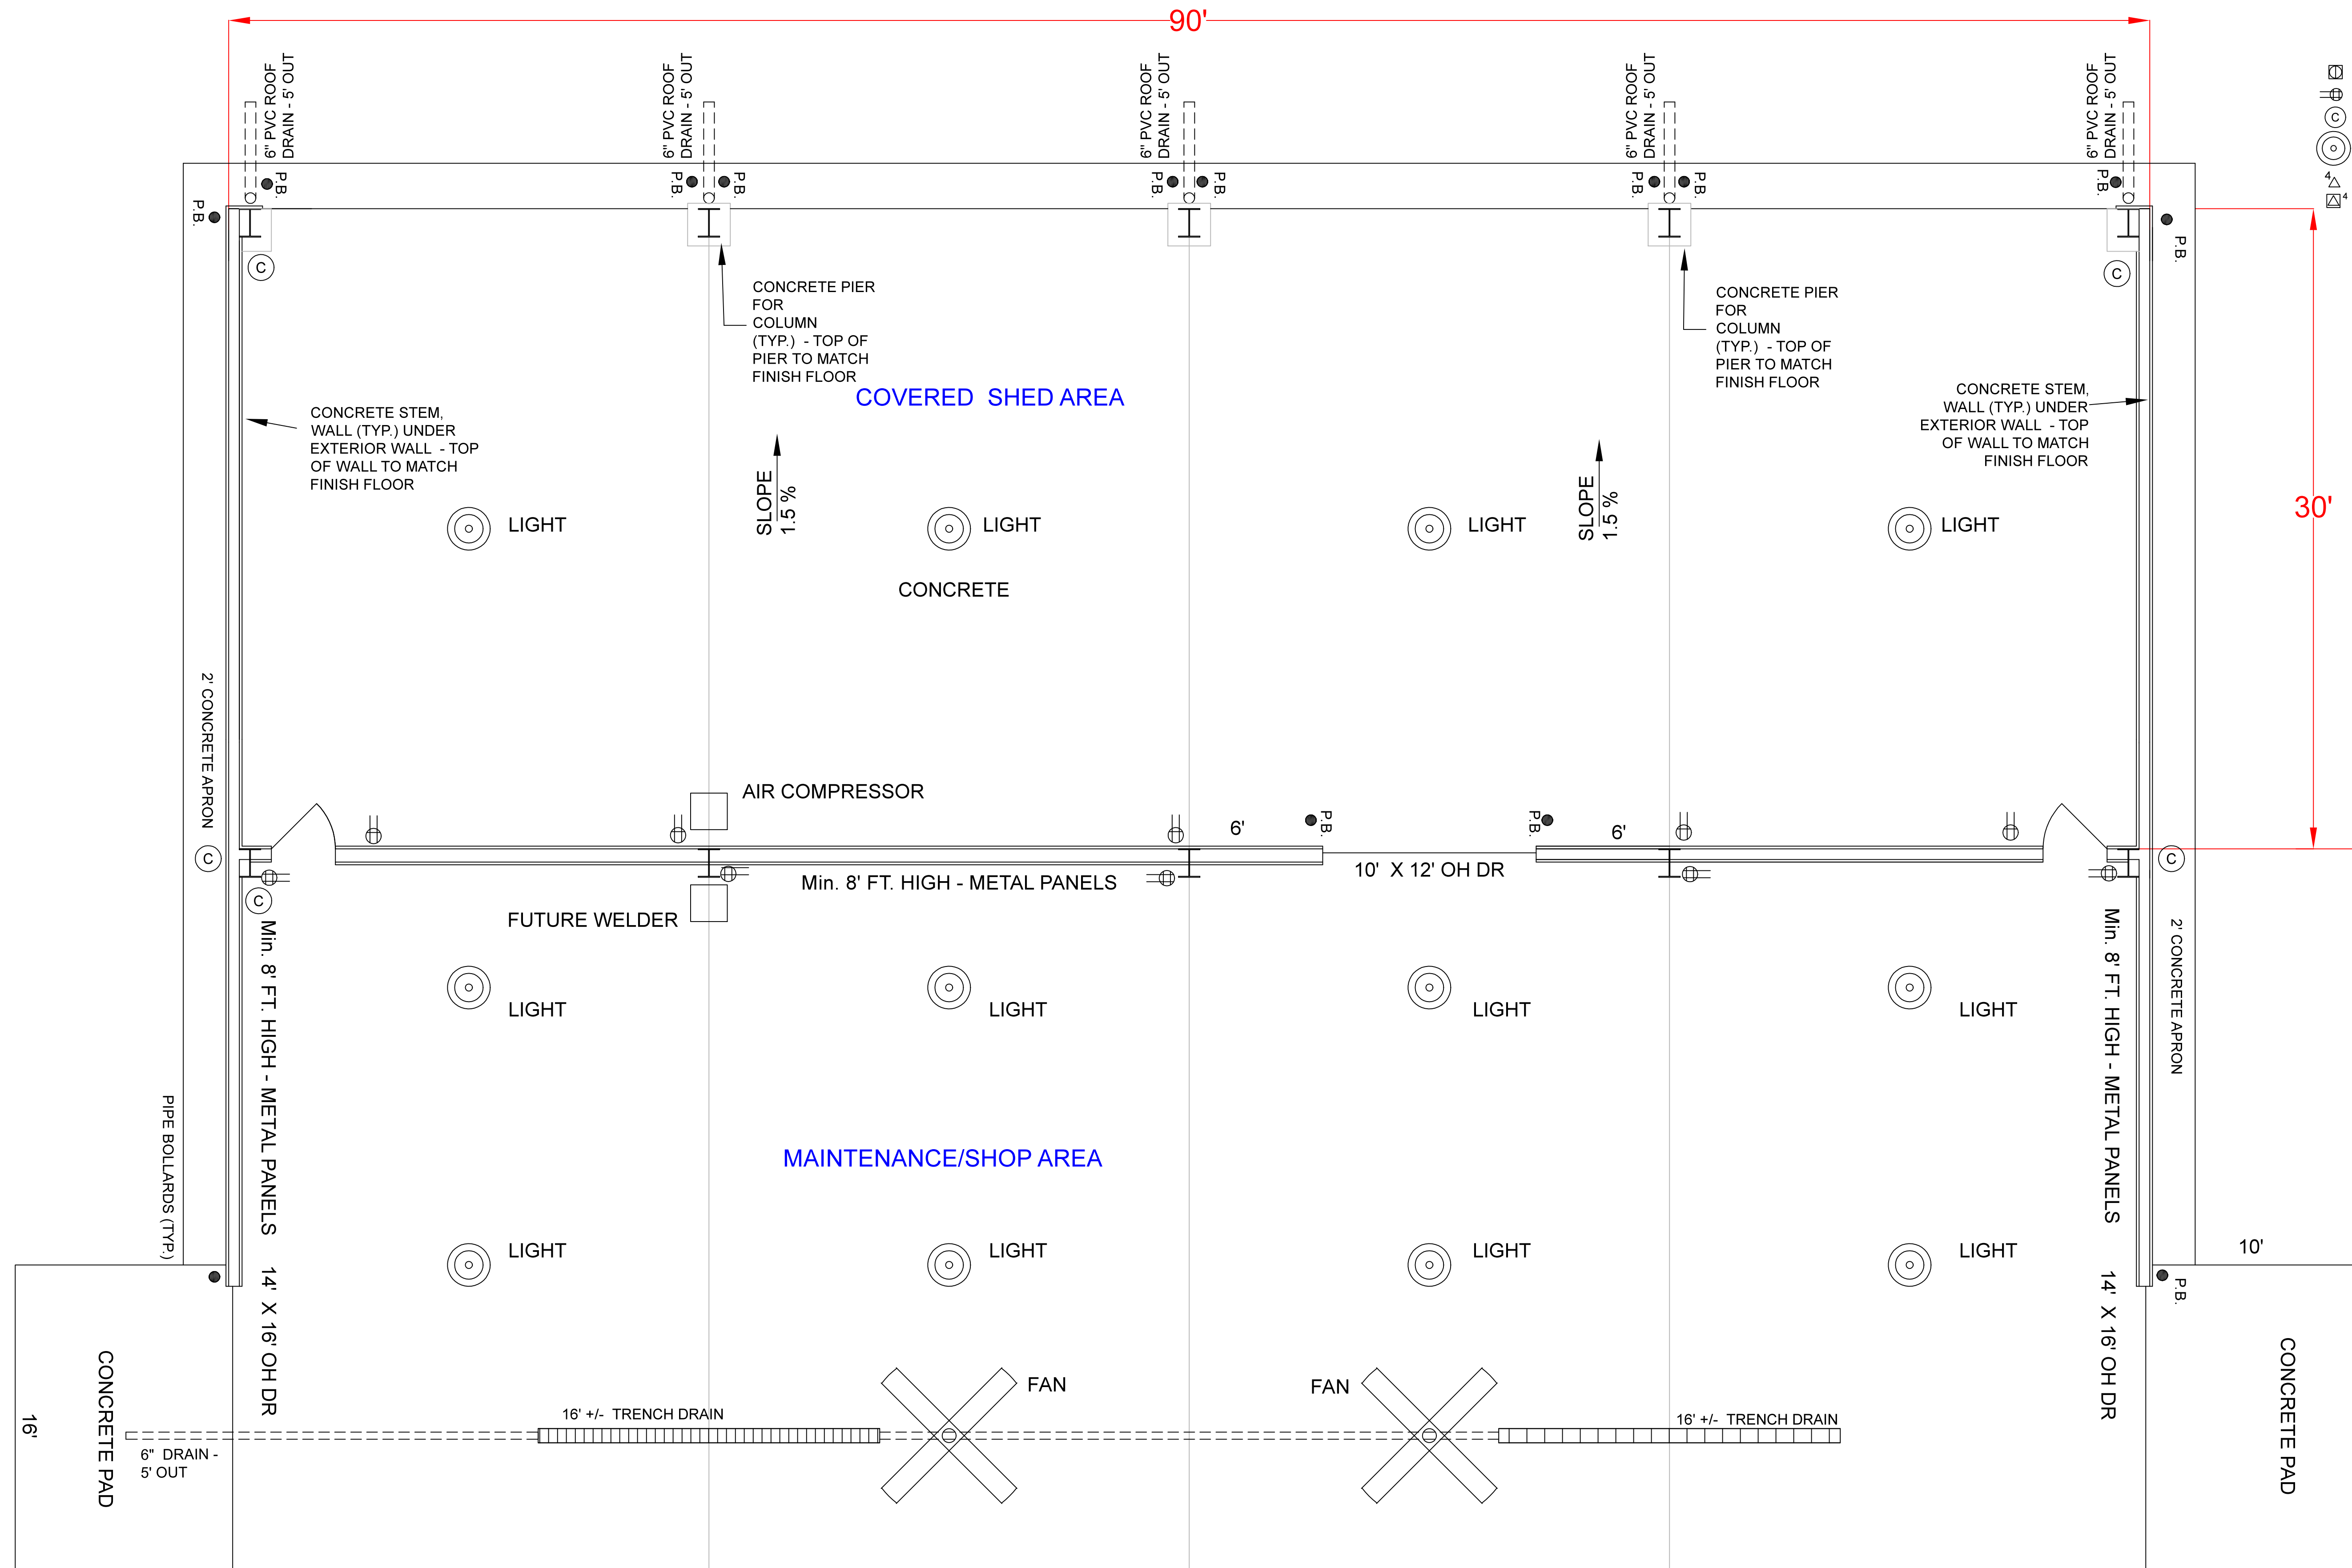 90'
6" PVC ROOF
DRAIN - 5' OUT
6" PVC ROOF
DRAIN - 5' OUT
6" PVC ROOF
DRAIN - 5' OUT
6" PVC ROOF
DRAIN - 5' OUT
6" PVC ROOF
DRAIN - 5' OUT
C
4
4
P.B.
P.B.
P.B.
P.B.
P.B.
P.B.
P.B.
P.B.
P.B.
P.B.
C
C
CONCRETE PIER
FOR
COLUMN
(TYP.) - TOP OF
PIER TO MATCH
FINISH FLOOR
CONCRETE PIER
FOR
COLUMN
(TYP.) - TOP OF
PIER TO MATCH
FINISH FLOOR
COVERED SHED AREA
CONCRETE STEM,
WALL (TYP.) UNDER
EXTERIOR WALL - TOP
OF WALL TO MATCH
FINISH FLOOR
CONCRETE STEM,
WALL (TYP.) UNDER
EXTERIOR WALL - TOP
OF WALL TO MATCH
FINISH FLOOR
SLOPE
1.5 %
SLOPE
1.5 %
30'
LIGHT
LIGHT
LIGHT
LIGHT
CONCRETE
2' CONCRETE APRON
AIR COMPRESSOR
6'
P.B.
P.B.
6'
C
C
C
10' X 12' OH DR
Min. 8' FT. HIGH - METAL PANELS
FUTURE WELDER
Min. 8' FT. HIGH - METAL PANELS
Min. 8' FT. HIGH - METAL PANELS
2' CONCRETE APRON
LIGHT
LIGHT
LIGHT
LIGHT
PIPE BOLLARDS (TYP.)
MAINTENANCE/SHOP AREA
LIGHT
LIGHT
LIGHT
LIGHT
10'
P.B.
14' X 16' OH DR
14' X 16' OH DR
CONCRETE PAD
CONCRETE PAD
FAN
FAN
16'
16' +/- TRENCH DRAIN
16' +/- TRENCH DRAIN
6" DRAIN -
5' OUT